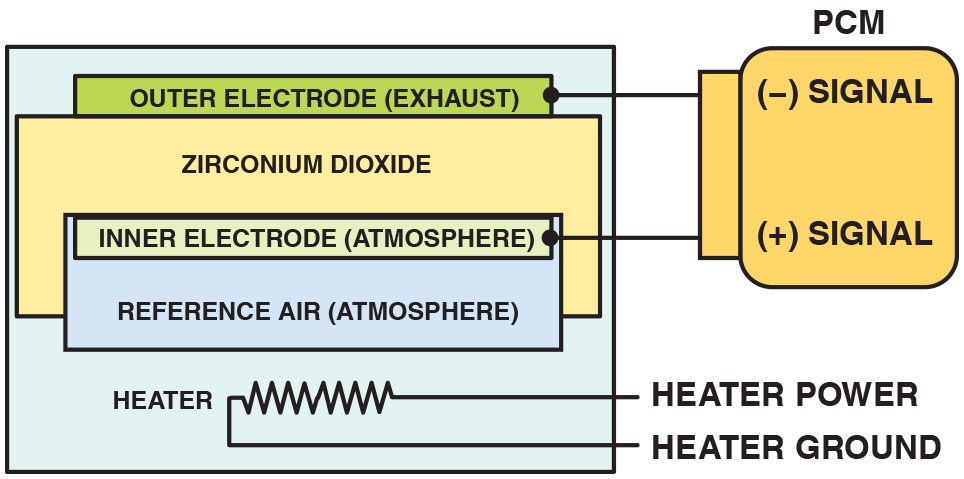 PCM
OUTER ELECTRODE (EXHAUST)
(–) SIGNAL
ZIRCONIUM DIOXIDE
INNER ELECTRODE (ATMOSPHERE)
(+) SIGNAL
REFERENCE AIR (ATMOSPHERE)
HEATER
HEATER POWER
HEATER GROUND